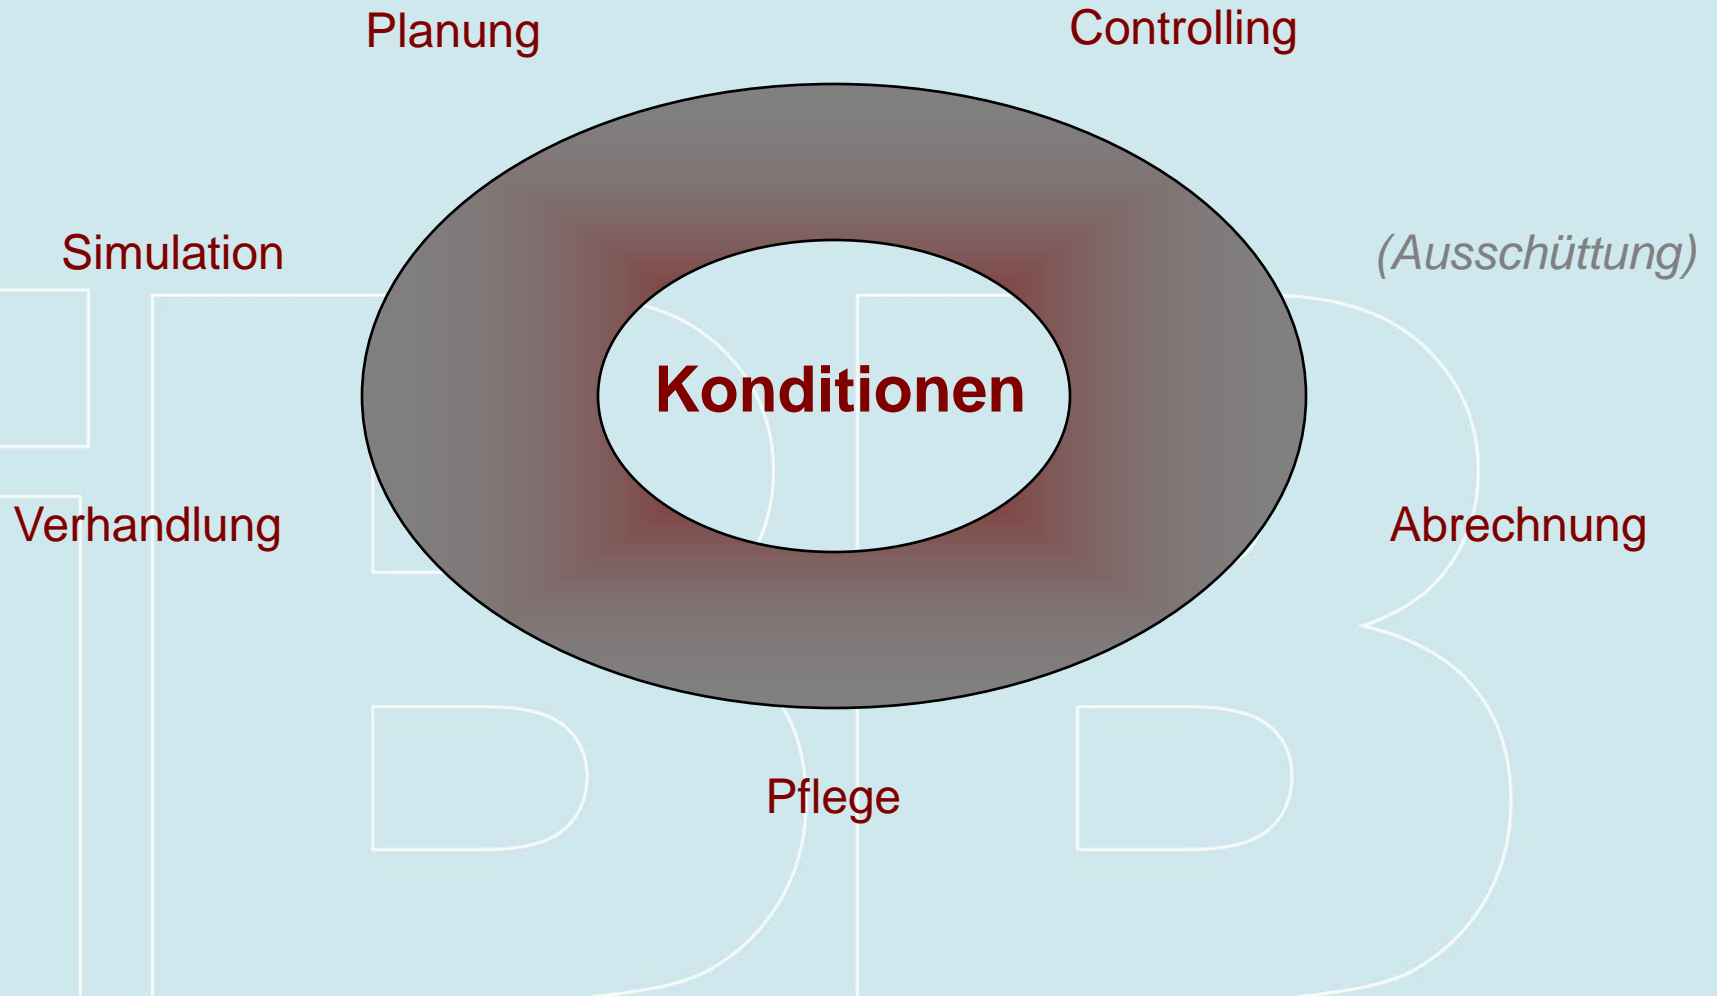 Planung
Controlling
Simulation
(Ausschüttung)
Konditionen
Verhandlung
Abrechnung
Pflege